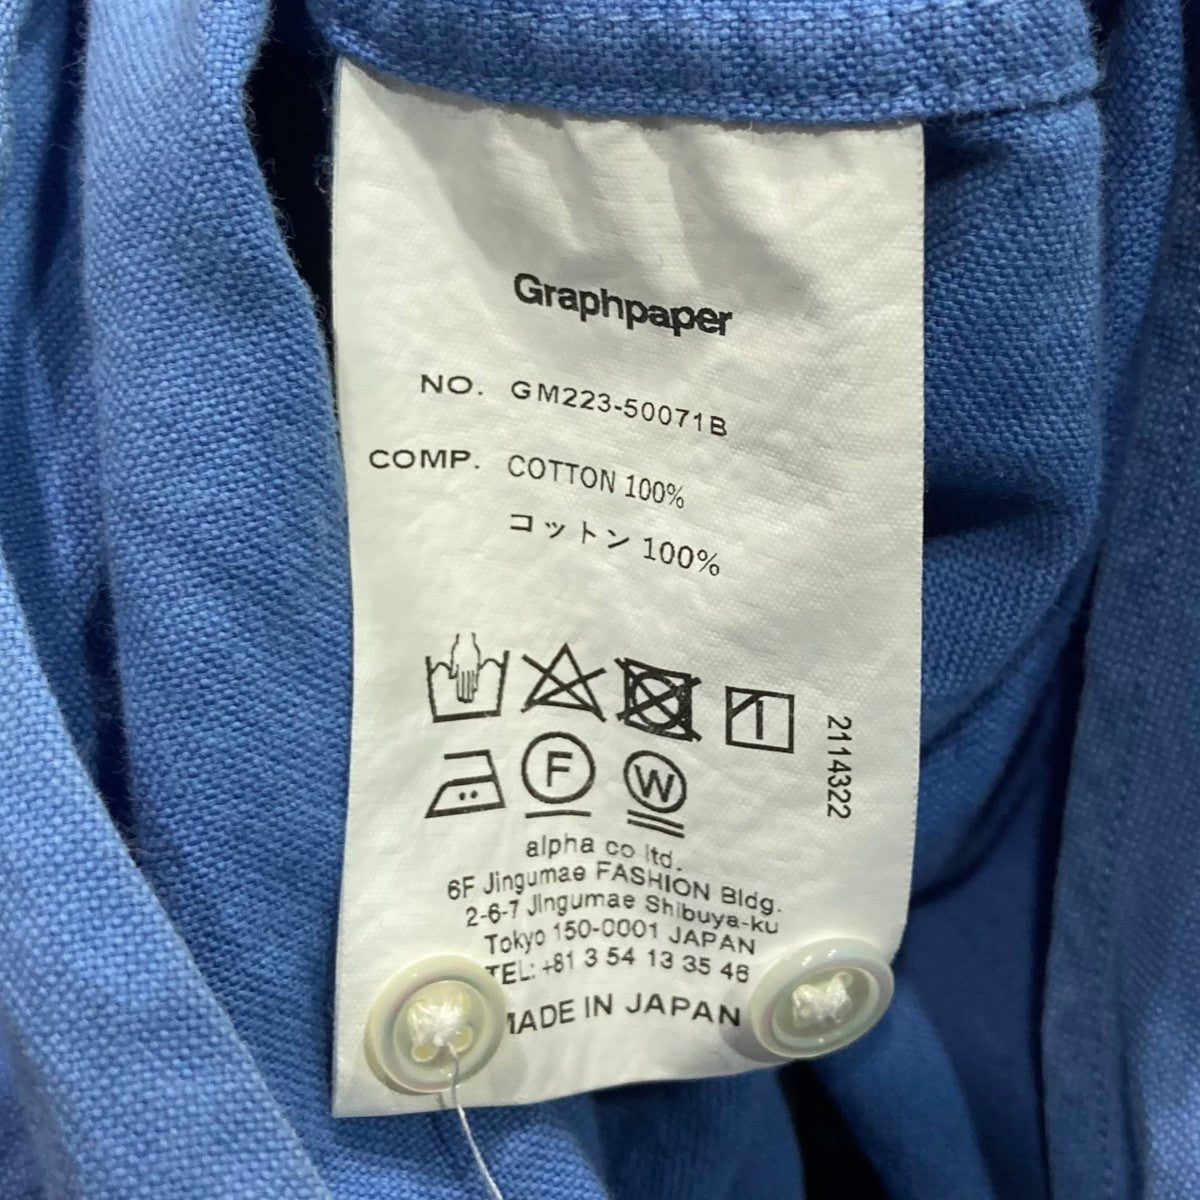 Graphpaper
NO. GM223-50071B
COMP. COTTON 100%
コットン 100%
F
W
2114322
alpha co ltd.
6F Jingumae FASHION Bldg.
2-6-7 Jingumae Shibuya-ku
Tokyo 150-0001 JAPAN
TEL: +81 3 54 13 35 46
MADE IN JAPAN